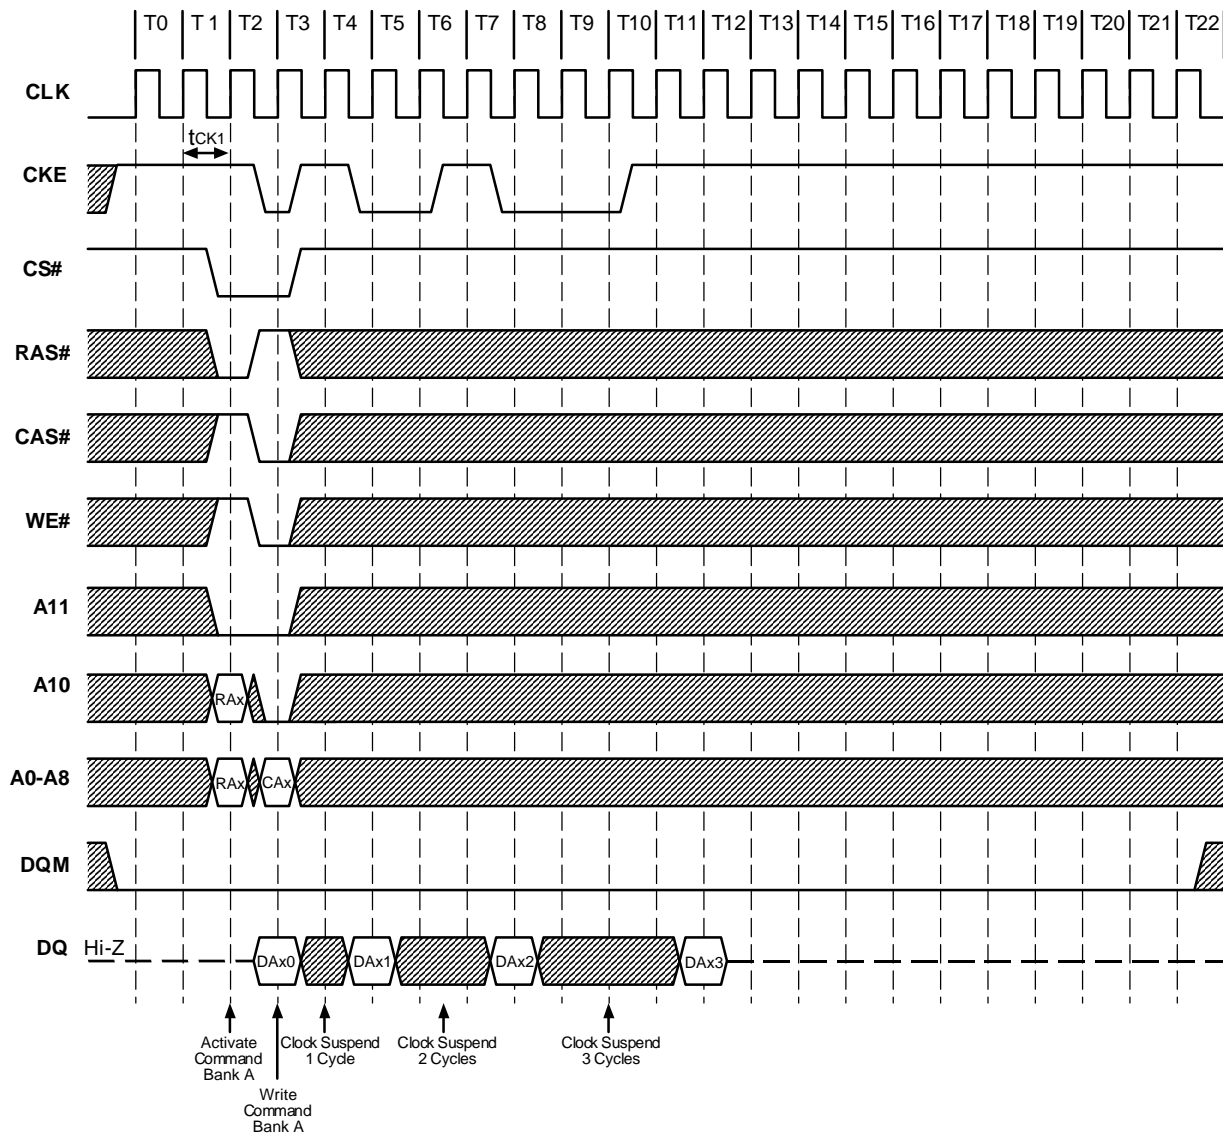 T0 T 1 T2 T3 T4 T5 T6 T7 T8 T9 T10 T11 T12 T13 T14 T15 T16 T17 T18 T19 T20 T21 T22
CLK
tCK1
CKE
CS#
RAS#
CAS#
WE#
A11
A10
RAx
A0-A8
RAx CAx
DQM
DQ Hi-Z
DAx0 DAx1 DAx2 DAx3
Activate
Command
Bank A
Write
Command
Bank A
Clock Suspend
1 Cycle
Clock Suspend
2 Cycles
Clock Suspend
3 Cycles